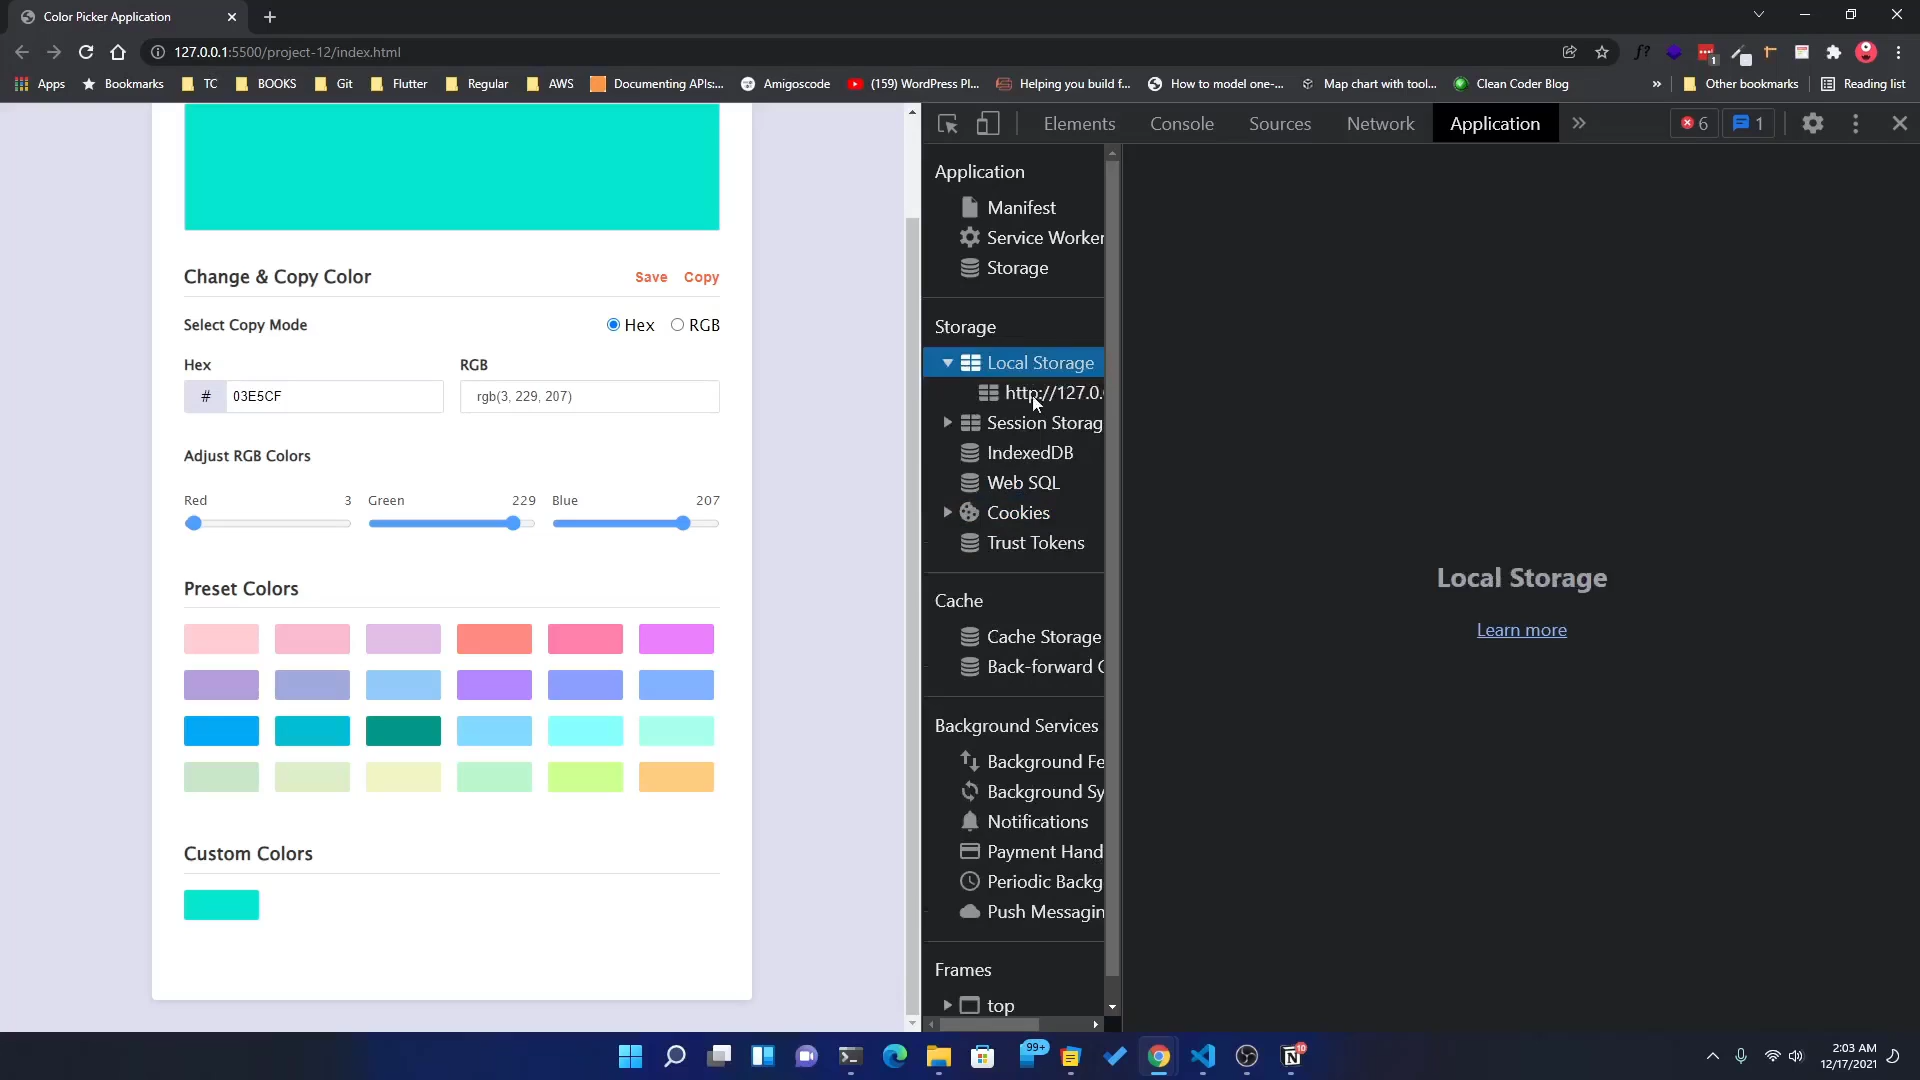 Color Picker Application
127.0.0.1:5500/project-12/index.html
f?
1
Apps
Bookmarks
TC
BOOKS
Git
Flutter
Regular
AWS
Documenting APIs:...
Amigoscode
(159) WordPress Pl...
Helping you build f...
How to model one-...
Map chart with tool...
Clean Coder Blog
»
Other bookmarks
Reading list
Change & Copy Color
Save
Copy
Select Copy Mode
Hex
RGB
Hex
RGB
# 03E5CF
rgb(3, 229, 207)
Adjust RGB Colors
Red 3
Green 229
Blue 207
Preset Colors
Custom Colors
Elements
Console
Sources
Network
Application
»
6
1
Application
Manifest
Service Worker
Storage
Storage
Local Storage
http://127.0.
Session Storag
IndexedDB
Web SQL
Cookies
Trust Tokens
Cache
Cache Storage
Back-forward C
Background Services
Background Fe
Background Sy
Notifications
Payment Hand
Periodic Backg
Push Messagin
Frames
top
Local Storage
Learn more
99+
10
2:03 AM
12/17/2021